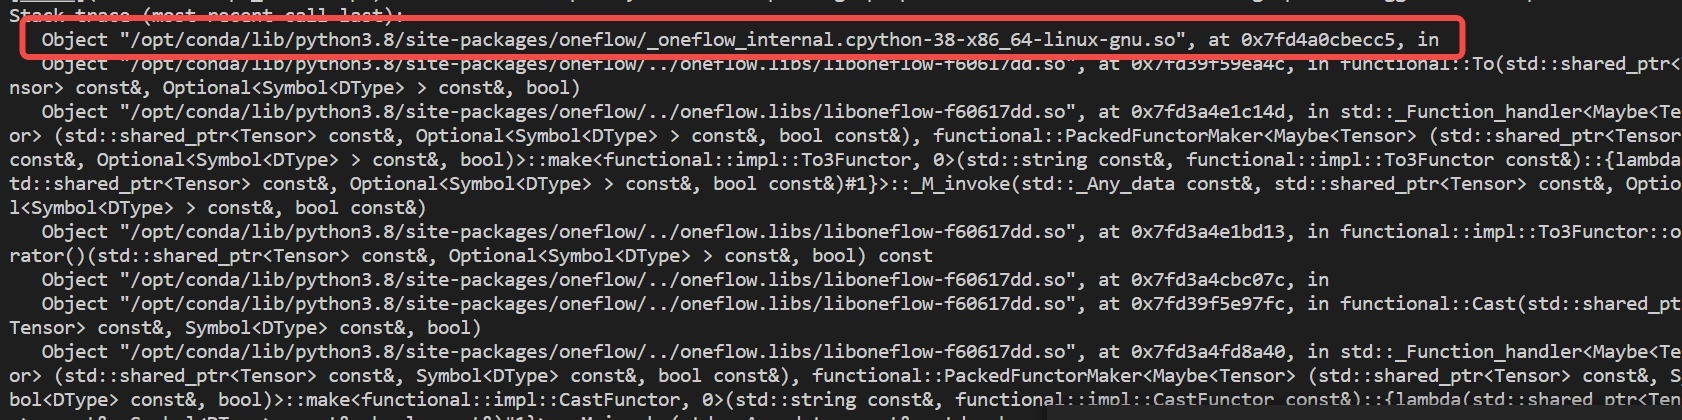 Stack trace (most recent call last):
Object "/opt/conda/lib/python3.8/site-packages/oneflow/_oneflow_internal.cpython-38-x86_64-linux-gnu.so", at 0x7fd4a0cbecc5, in
Object "/opt/conda/lib/python3.8/site-packages/oneflow/../oneflow.libs/liboneflow-f60617dd.so", at 0x7fd39f59ea4c, in functional::To(std::shared_ptr<
nsor> const&, Optional<Symbol<DType> > const&, bool)
Object "/opt/conda/lib/python3.8/site-packages/oneflow/../oneflow.libs/liboneflow-f60617dd.so", at 0x7fd3a4e1c14d, in std::_Function_handler<Maybe<Te
or> (std::shared_ptr<Tensor> const&, Optional<Symbol<DType> > const&, bool const&), functional::PackedFunctorMaker<Maybe<Tensor> (std::shared_ptr<Tensor
const&, Optional<Symbol<DType> > const&, bool)>::make<functional::impl::To3Functor, 0>(std::string const&, functional::impl::To3Functor const&)::{lambda
td::shared_ptr<Tensor> const&, Optional<Symbol<DType> > const&, bool const&)#1}>::_M_invoke(std::_Any_data const&, std::shared_ptr<Tensor> const&, Optio
l<Symbol<DType> > const&, bool const&)
Object "/opt/conda/lib/python3.8/site-packages/oneflow/../oneflow.libs/liboneflow-f60617dd.so", at 0x7fd3a4e1bd13, in functional::impl::To3Functor::o
rator()(std::shared_ptr<Tensor> const&, Optional<Symbol<DType> > const&, bool) const
Object "/opt/conda/lib/python3.8/site-packages/oneflow/../oneflow.libs/liboneflow-f60617dd.so", at 0x7fd3a4cbc07c, in
Object "/opt/conda/lib/python3.8/site-packages/oneflow/../oneflow.libs/liboneflow-f60617dd.so", at 0x7fd39f5e97fc, in functional::Cast(std::shared_pt
Tensor> const&, Symbol<DType> const&, bool)
Object "/opt/conda/lib/python3.8/site-packages/oneflow/../oneflow.libs/liboneflow-f60617dd.so", at 0x7fd3a4fd8a40, in std::_Function_handler<Maybe<Te
or> (std::shared_ptr<Tensor> const&, Symbol<DType> const&, bool const&), functional::PackedFunctorMaker<Maybe<Tensor> (std::shared_ptr<Tensor> const&, S
bol<DType> const&, bool)>::make<functional::impl::CastFunctor, 0>(std::string const&, functional::impl::CastFunctor const&)::{lambda(std::shared_ptr<Ten